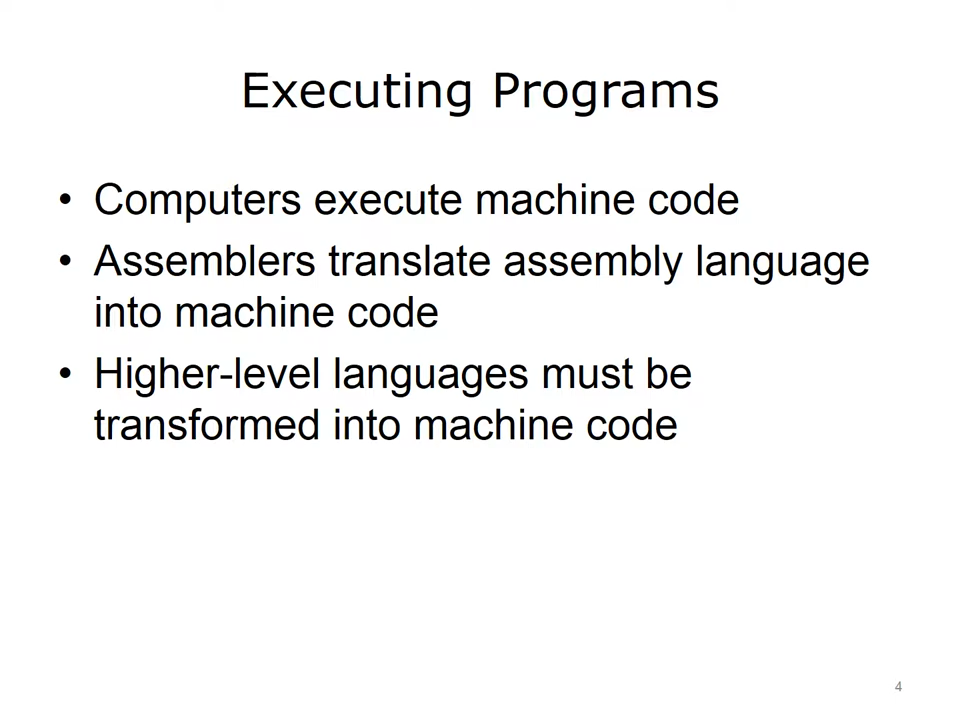 Executing Programs
• Computers execute machine code
• Assemblers translate assembly language
into machine code
• Higher-level languages must be
transformed into machine code
4